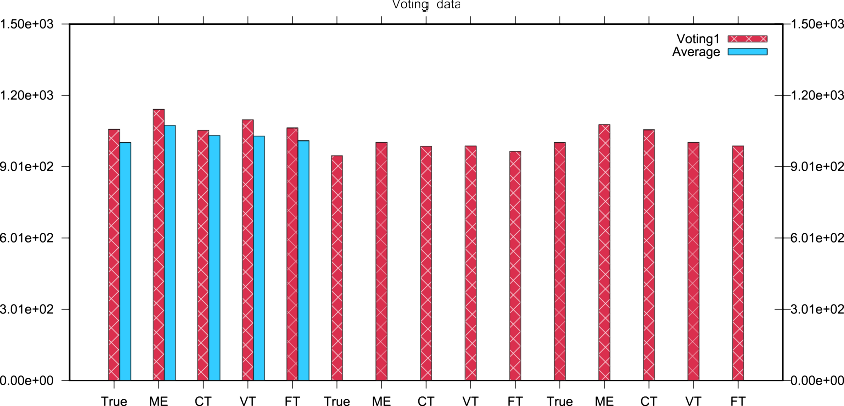 Voting data
1.50e+03 1.50e+03
Voting1
Average
1.20e+03 1.20e+03
9.01e+02 9.01e+02
6.01e+02 6.01e+02
3.01e+02 3.01e+02
0.00e+00 0.00e+00
True ME CT VT FT True ME CT VT FT True ME CT VT FT